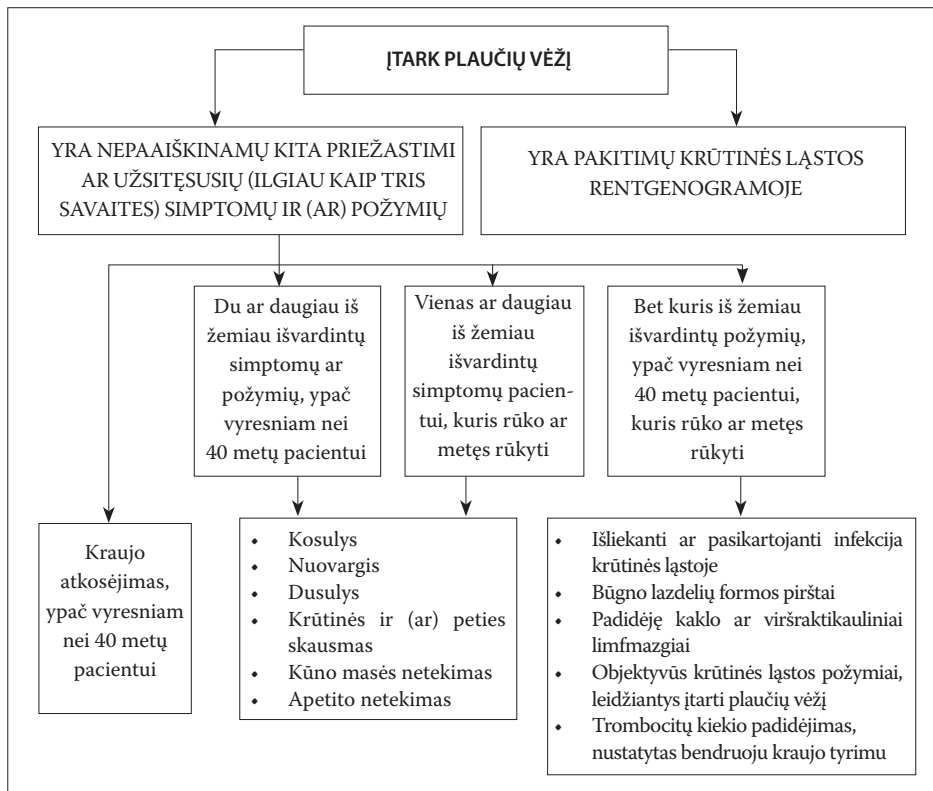 ĮTARK PLAUČIŲ VĖŽĮ
YRA NEPAAIŠKINAMŲ KITA PRIEŽASTIMI
AR UŽSITĘSUSIŲ (ILGIAU KAIP TRIS
SAVAITES) SIMPTOMŲ IR (AR) POŽYMIŲ
YRA PAKITIMŲ KRŪTINĖS LĄSTOS
RENTGENOGRAMOJE
Du ar daugiau iš
žemiau išvardintų
simptomų ar
požymių, ypač
vyresniam nei
40 metų pacientui
Vienas ar daugiau
iš žemiau
išvardintų
simptomų pacien-
tui, kuris rūko ar
metęs rūkyti
Bet kuris iš žemiau
išvardintų požymių,
ypač vyresniam nei
40 metų pacientui,
kuris rūko ar metęs
rūkyti
Kraujo
atkosėjimas,
ypač vyresniam
nei 40 metų
pacientui
• Kosulys
• Nuovargis
• Dusulys
• Krūtinės ir (ar) peties
skausmas
• Kūno masės netekimas
• Apetito netekimas
• Išliekanti ar pasikartojanti infekcija
krūtinės ląstoje
• Būgno lazdelių formos pirštai
• Padidėję kaklo ar viršraktikauliniai
limfmazgiai
• Objektyvūs krūtinės ląstos požymiai,
leidžiantys įtarti plaučių vėžį
• Trombocitų kiekio padidėjimas,
nustatytas bendruoju kraujo tyrimu